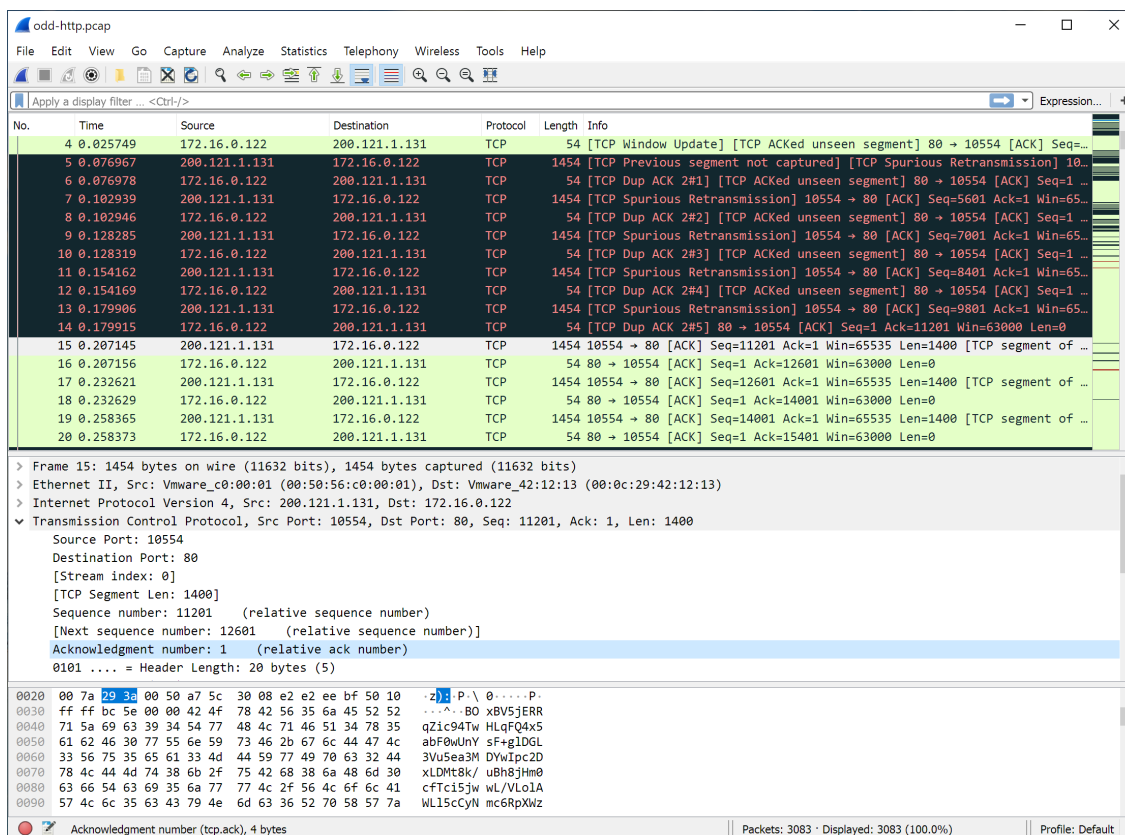 odd-http.pcap
File Edit View Go Capture Analyze Statistics Telephony Wireless Tools Help
Apply a display filter ... <Ctrl-/> Expression... +
No. Time Source Destination Protocol Length Info
4 0.025749 172.16.0.122 200.121.1.131 TCP 54 [TCP Window Update] [TCP ACKed unseen segment] 80 → 10554 [ACK] Seq=…
5 0.076967 200.121.1.131 172.16.0.122 TCP 1454 [TCP Previous segment not captured] [TCP Spurious Retransmission] 10…
6 0.076978 172.16.0.122 200.121.1.131 TCP 54 [TCP Dup ACK 2#1] [TCP ACKed unseen segment] 80 → 10554 [ACK] Seq=1 …
7 0.102939 200.121.1.131 172.16.0.122 TCP 1454 [TCP Spurious Retransmission] 10554 → 80 [ACK] Seq=5601 Ack=1 Win=65…
8 0.102946 172.16.0.122 200.121.1.131 TCP 54 [TCP Dup ACK 2#2] [TCP ACKed unseen segment] 80 → 10554 [ACK] Seq=1 …
9 0.128285 200.121.1.131 172.16.0.122 TCP 1454 [TCP Spurious Retransmission] 10554 → 80 [ACK] Seq=7001 Ack=1 Win=65…
10 0.128319 172.16.0.122 200.121.1.131 TCP 54 [TCP Dup ACK 2#3] [TCP ACKed unseen segment] 80 → 10554 [ACK] Seq=1 …
11 0.154162 200.121.1.131 172.16.0.122 TCP 1454 [TCP Spurious Retransmission] 10554 → 80 [ACK] Seq=8401 Ack=1 Win=65…
12 0.154169 172.16.0.122 200.121.1.131 TCP 54 [TCP Dup ACK 2#4] [TCP ACKed unseen segment] 80 → 10554 [ACK] Seq=1 …
13 0.179906 200.121.1.131 172.16.0.122 TCP 1454 [TCP Spurious Retransmission] 10554 → 80 [ACK] Seq=9801 Ack=1 Win=65…
14 0.179915 172.16.0.122 200.121.1.131 TCP 54 [TCP Dup ACK 2#5] 80 → 10554 [ACK] Seq=1 Ack=11201 Win=63000 Len=0
15 0.207145 200.121.1.131 172.16.0.122 TCP 1454 10554 → 80 [ACK] Seq=11201 Ack=1 Win=65535 Len=1400 [TCP segment of …
16 0.207156 172.16.0.122 200.121.1.131 TCP 54 80 → 10554 [ACK] Seq=1 Ack=12601 Win=63000 Len=0
17 0.232621 200.121.1.131 172.16.0.122 TCP 1454 10554 → 80 [ACK] Seq=12601 Ack=1 Win=65535 Len=1400 [TCP segment of …
18 0.232629 172.16.0.122 200.121.1.131 TCP 54 80 → 10554 [ACK] Seq=1 Ack=14001 Win=63000 Len=0
19 0.258365 200.121.1.131 172.16.0.122 TCP 1454 10554 → 80 [ACK] Seq=14001 Ack=1 Win=65535 Len=1400 [TCP segment of …
20 0.258373 172.16.0.122 200.121.1.131 TCP 54 80 → 10554 [ACK] Seq=1 Ack=15401 Win=63000 Len=0
Frame 15: 1454 bytes on wire (11632 bits), 1454 bytes captured (11632 bits)
Ethernet II, Src: Vmware_c0:00:01 (00:50:56:c0:00:01), Dst: Vmware_42:12:13 (00:0c:29:42:12:13)
Internet Protocol Version 4, Src: 200.121.1.131, Dst: 172.16.0.122
Transmission Control Protocol, Src Port: 10554, Dst Port: 80, Seq: 11201, Ack: 1, Len: 1400
Source Port: 10554
Destination Port: 80
[Stream index: 0]
[TCP Segment Len: 1400]
Sequence number: 11201 (relative sequence number)
[Next sequence number: 12601 (relative sequence number)]
Acknowledgment number: 1 (relative ack number)
0101 .... = Header Length: 20 bytes (5)
0020 00 7a 29 3a 00 50 a7 5c 30 08 e2 e2 ee bf 50 10 ·z):·P·\ 0·····P·
0030 ff ff bc 5e 00 00 42 4f 78 42 56 35 6a 45 52 52 ···^··BO xBV5jERR
0040 71 5a 69 63 39 34 54 77 48 4c 71 46 51 34 78 35 qZic94Tw HLqFQ4x5
0050 61 62 46 30 77 55 6e 59 73 46 2b 67 6c 44 47 4c abF0wUnY sF+glDGL
0060 33 56 75 35 65 61 33 4d 44 59 77 49 70 63 32 44 3Vu5ea3M DYwIpc2D
0070 78 4c 44 4d 74 38 6b 2f 75 42 68 38 6a 48 6d 30 xLDMt8k/ uBh8jHm0
0080 63 66 54 63 69 35 6a 77 77 4c 2f 56 4c 6f 6c 41 cfTci5jw wL/VLolA
0090 57 4c 6c 35 63 43 79 4e 6d 63 36 52 70 58 57 7a WLl5cCyN mc6RpXWz
Acknowledgment number (tcp.ack), 4 bytes Packets: 3083 · Displayed: 3083 (100.0%) Profile: Default